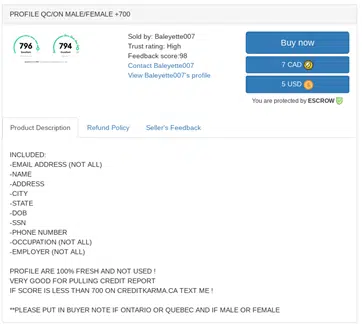 PROFILE QC/ON MALE/FEMALE +700
796
794
Sold by: Baleyette007
Trust rating: High
Feedback score:98
Contact Baleyette007
View Baleyette007's profile
Buy now
7 CAD
5 USD
You are protected by ESCROW
Product Description
Refund Policy
Seller's Feedback
INCLUDED:
-EMAIL ADDRESS (NOT ALL)
-NAME
-ADDRESS
-CITY
-STATE
-DOB
-SSN
-PHONE NUMBER
-OCCUPATION (NOT ALL)
-EMPLOYER (NOT ALL)
PROFILE ARE 100% FRESH AND NOT USED !
VERY GOOD FOR PULLING CREDIT REPORT
IF SCORE IS LESS THAN 700 ON CREDITKARMA.CA TEXT ME !
**PLEASE PUT IN BUYER NOTE IF ONTARIO OR QUEBEC AND IF MALE OR FEMALE